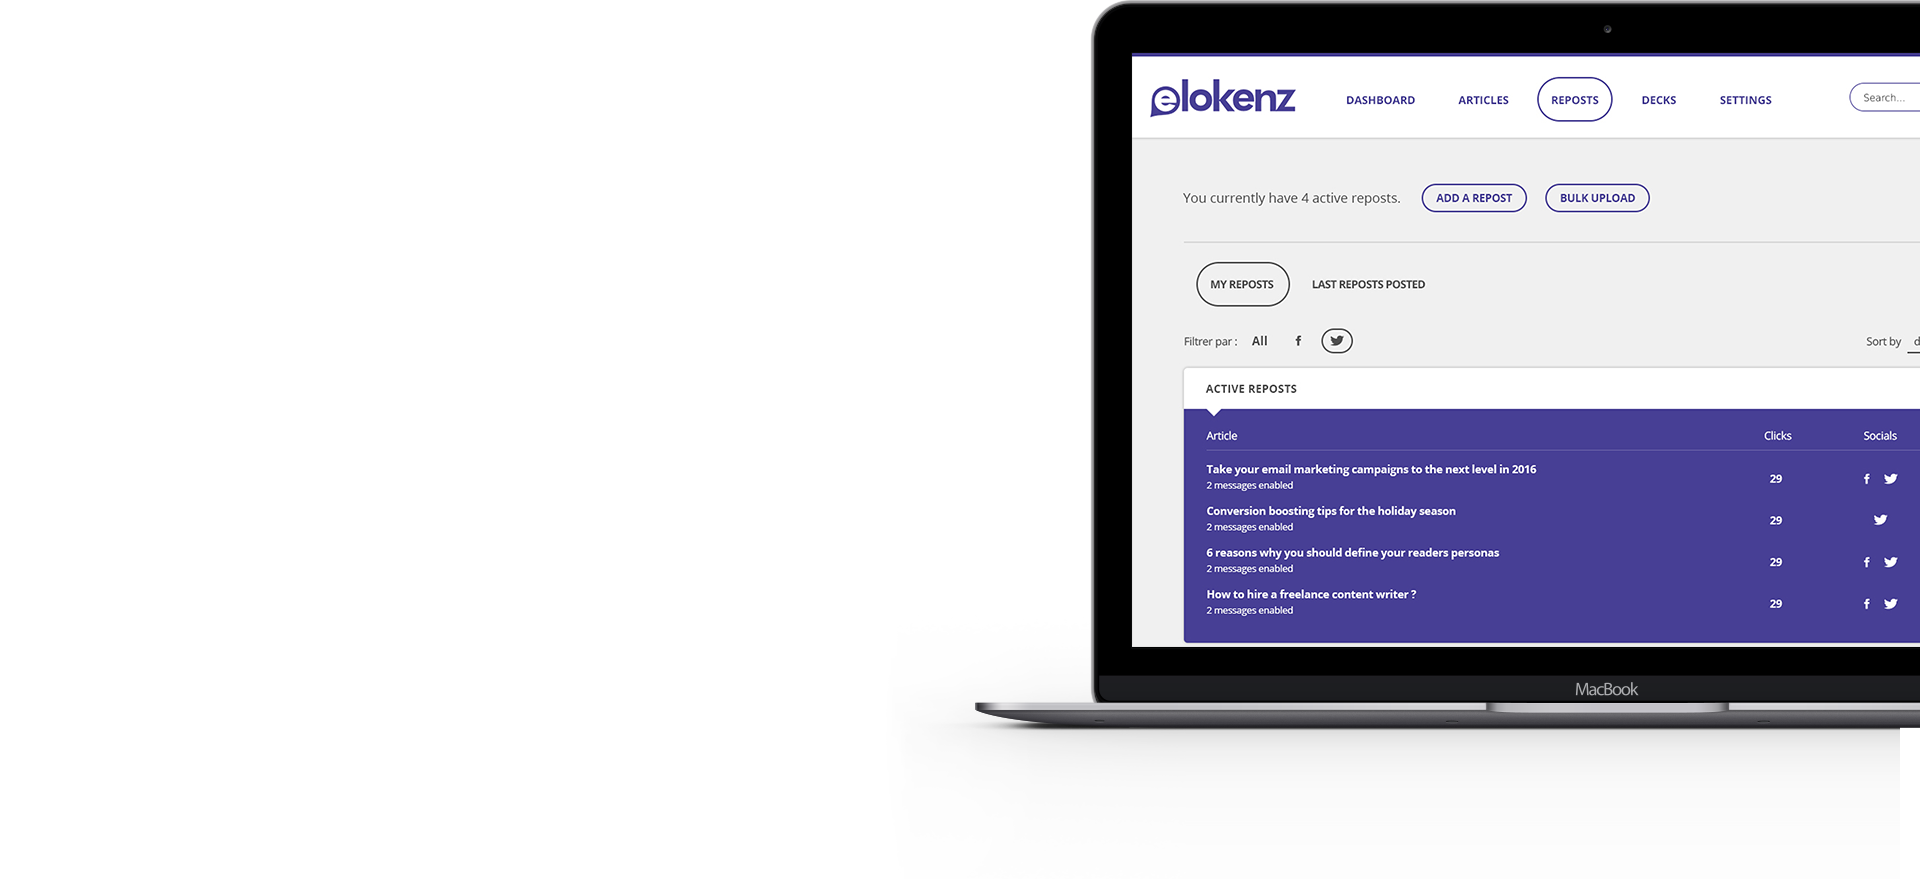 elokenz DASHBOARD ARTICLES REPOSTS DECKS SETTINGS Search...
You currently have 4 active reposts. ADD A REPOST BULK UPLOAD
MY REPOSTS LAST REPOSTS POSTED
Filtrer par : All Sort by
ACTIVE REPOSTS
Article Clicks Socials
Take your email marketing campaigns to the next level in 2016
2 messages enabled
29
Conversion boosting tips for the holiday season
2 messages enabled
29
6 reasons why you should define your readers personas
2 messages enabled
29
How to hire a freelance content writer ?
2 messages enabled
29
MacBook